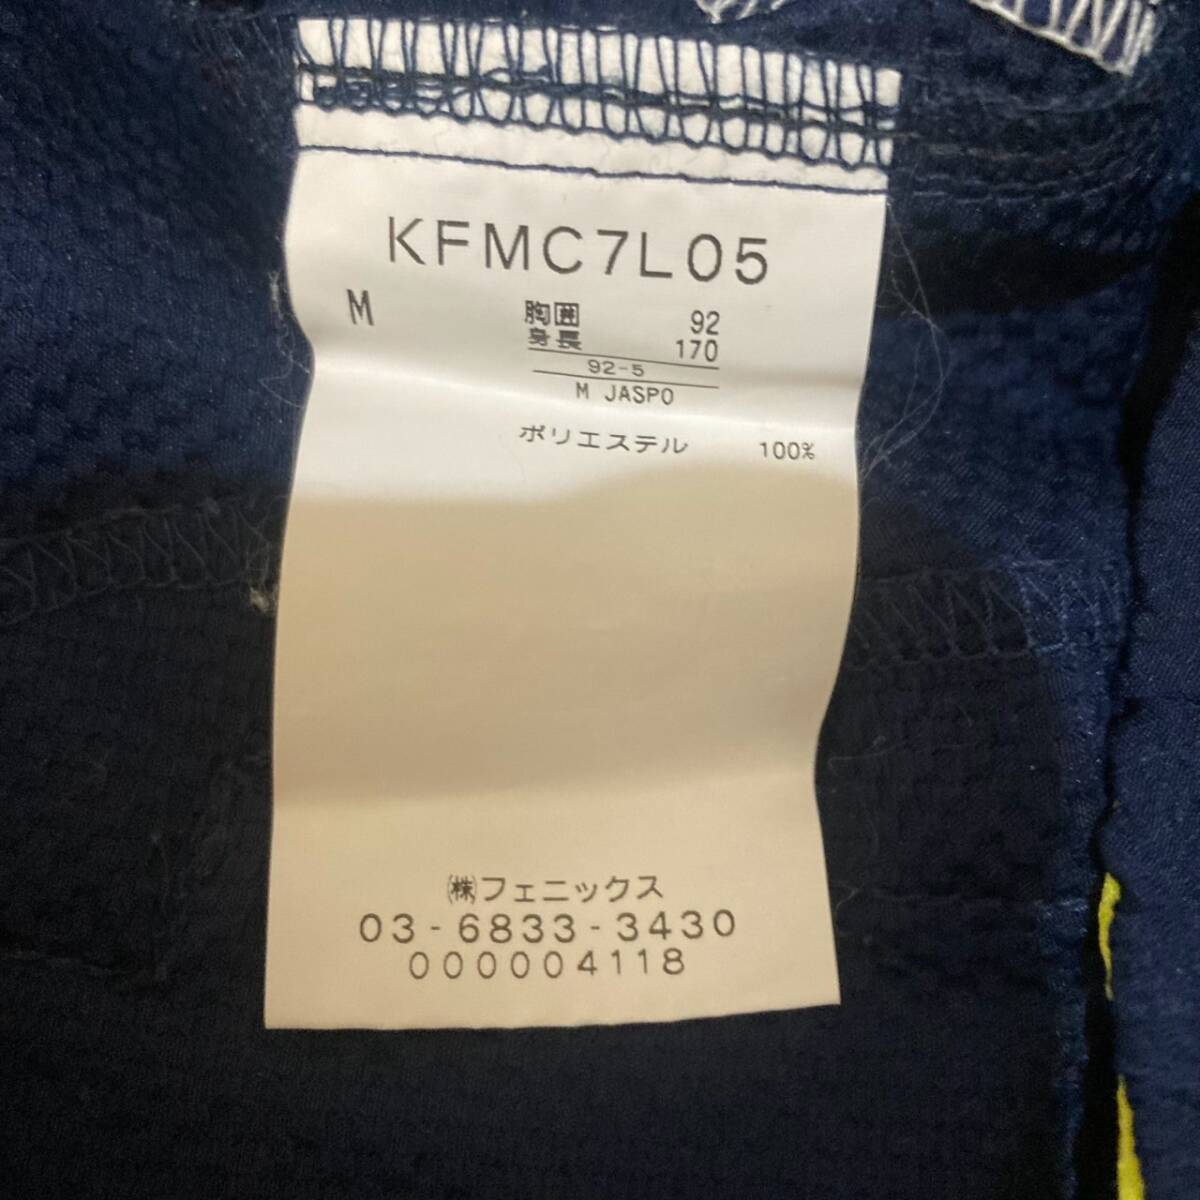 KFMC7L05
M 胸囲 92
身長 170
92-5
M JASPO
ポリエステル 100%
㈱フェニックス
03-6833-3430
000004118